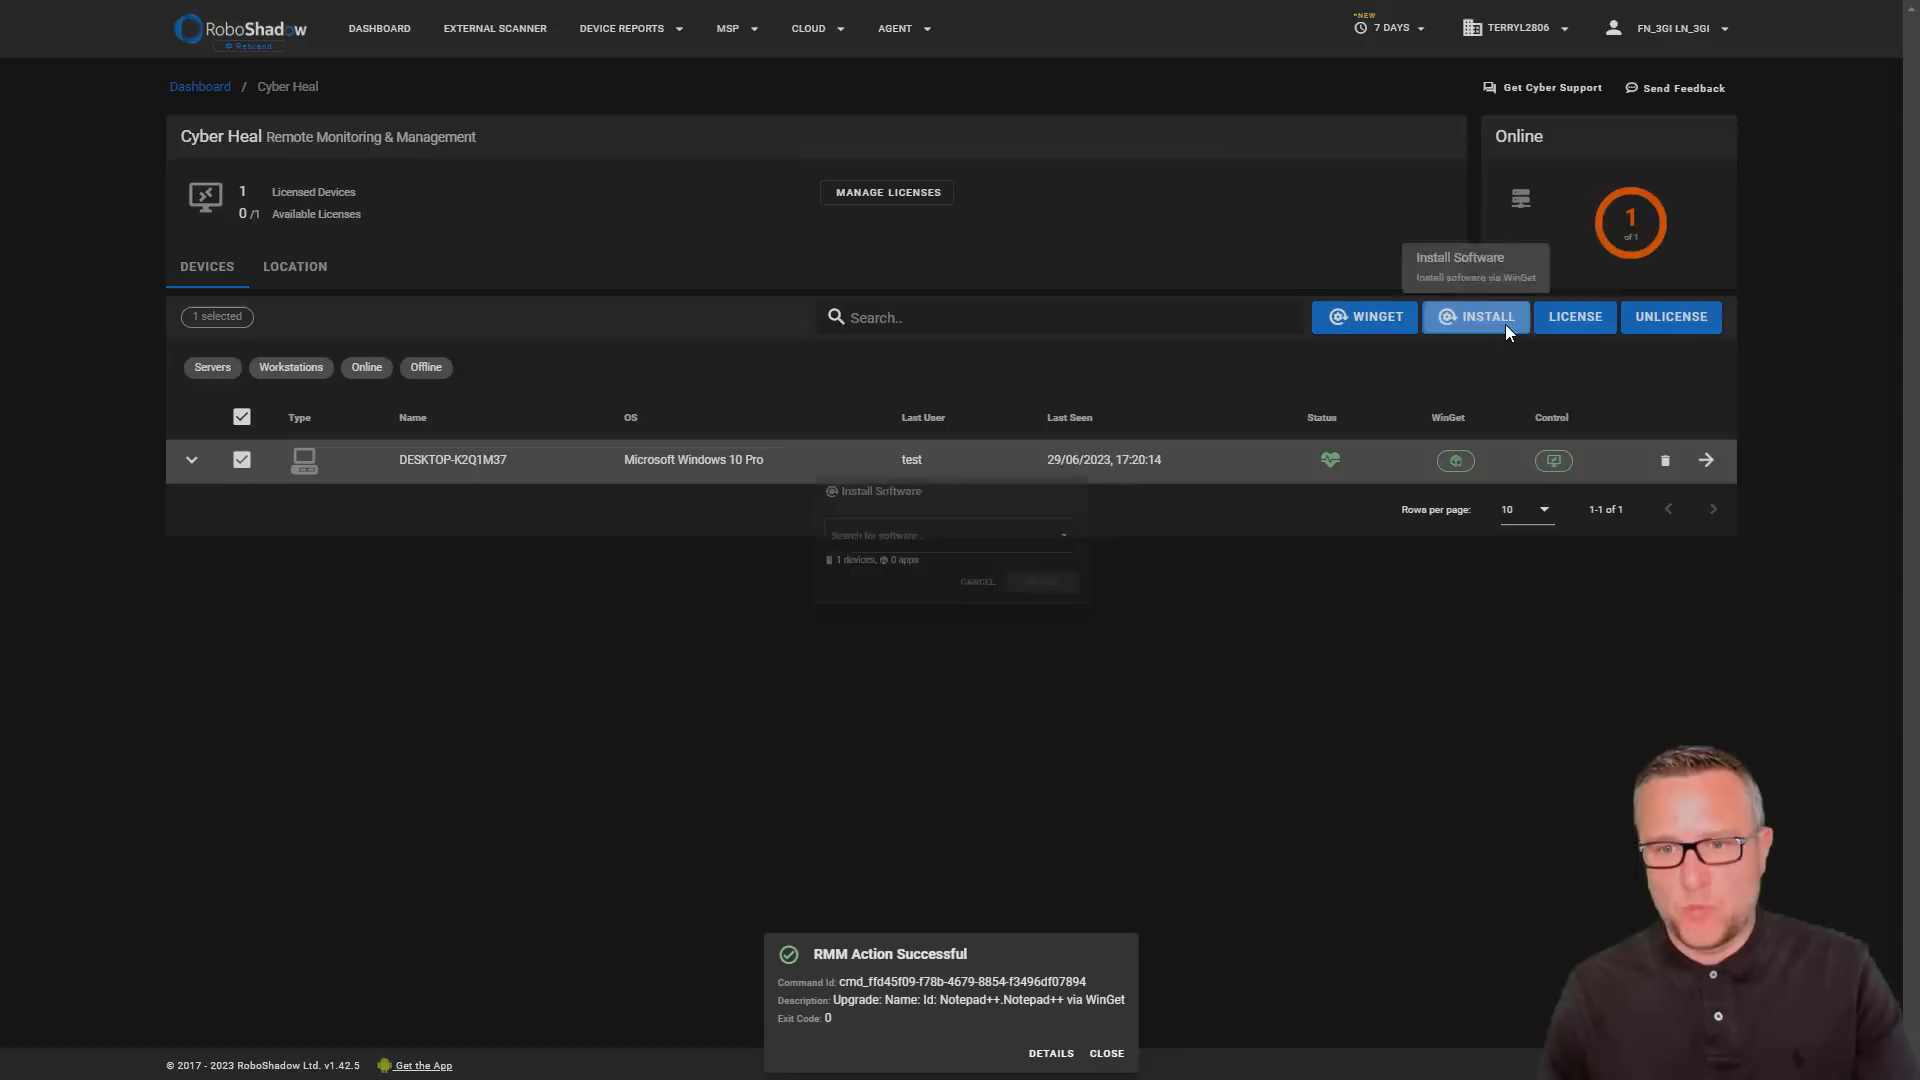 RoboShadow
Rebrand
DASHBOARD
EXTERNAL SCANNER
DEVICE REPORTS
MSP
CLOUD
AGENT
*NEW
7 DAYS
TERRYL2806
FN_3GI LN_3GI
Dashboard / Cyber Heal
Get Cyber Support
Send Feedback
Cyber Heal Remote Monitoring & Management
Online
1 Licensed Devices
0 /1 Available Licenses
MANAGE LICENSES
1
of 1
Install Software
Install software via WinGet
DEVICES
LOCATION
1 selected
Search..
WINGET
INSTALL
LICENSE
UNLICENSE
Servers
Workstations
Online
Offline
Type Name OS Last User Last Seen Status WinGet Control
DESKTOP-K2Q1M37 Microsoft Windows 10 Pro test 29/06/2023, 17:20:14
Install Software
Search for software...
1 devices, 0 apps
CANCEL
Rows per page: 10 1-1 of 1
RMM Action Successful
Command Id: cmd_ffd45f09-f78b-4679-8854-f3496df07894
Description: Upgrade: Name: Id: Notepad++.Notepad++ via WinGet
Exit Code: 0
DETAILS
CLOSE
© 2017 - 2023 RoboShadow Ltd. v1.42.5
Get the App